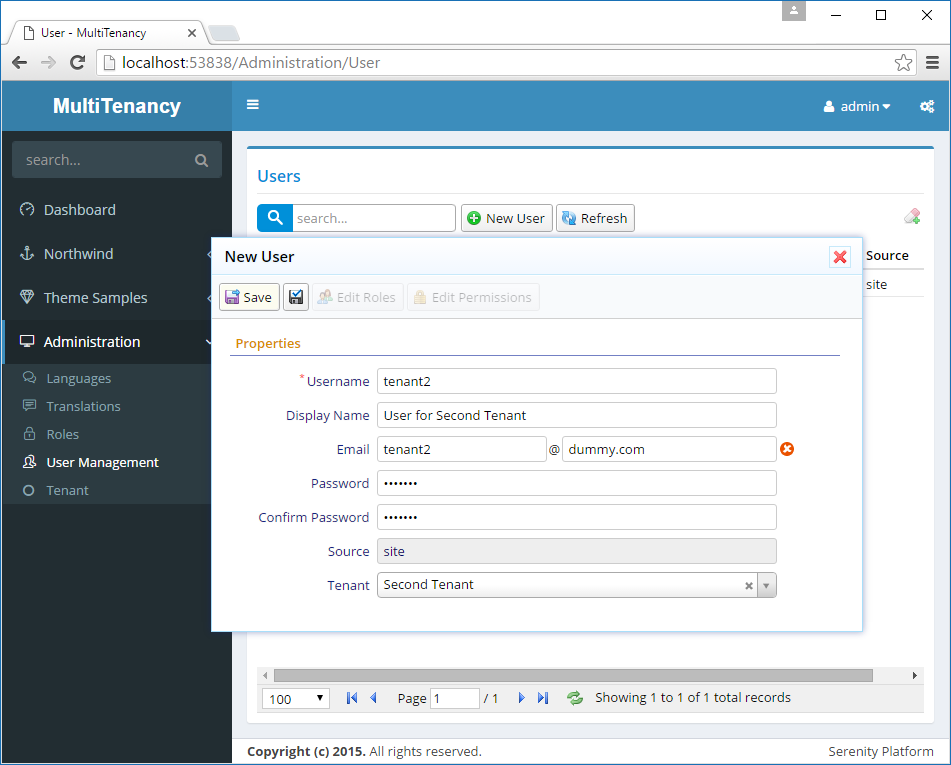 User - MultiTenancy
localhost:53838/Administration/User
MultiTenancy
admin
search...
Dashboard
Northwind
Theme Samples
Administration
Languages
Translations
Roles
User Management
Tenant
Users
search...
New User
Refresh
Source
site
New User
Save
Edit Roles
Edit Permissions
Properties
* Username tenant2
Display Name User for Second Tenant
Email tenant2 @ dummy.com
Password •••••••
Confirm Password •••••••
Source site
Tenant Second Tenant
100 Page 1 / 1 Showing 1 to 1 of 1 total records
Copyright (c) 2015. All rights reserved. Serenity Platform